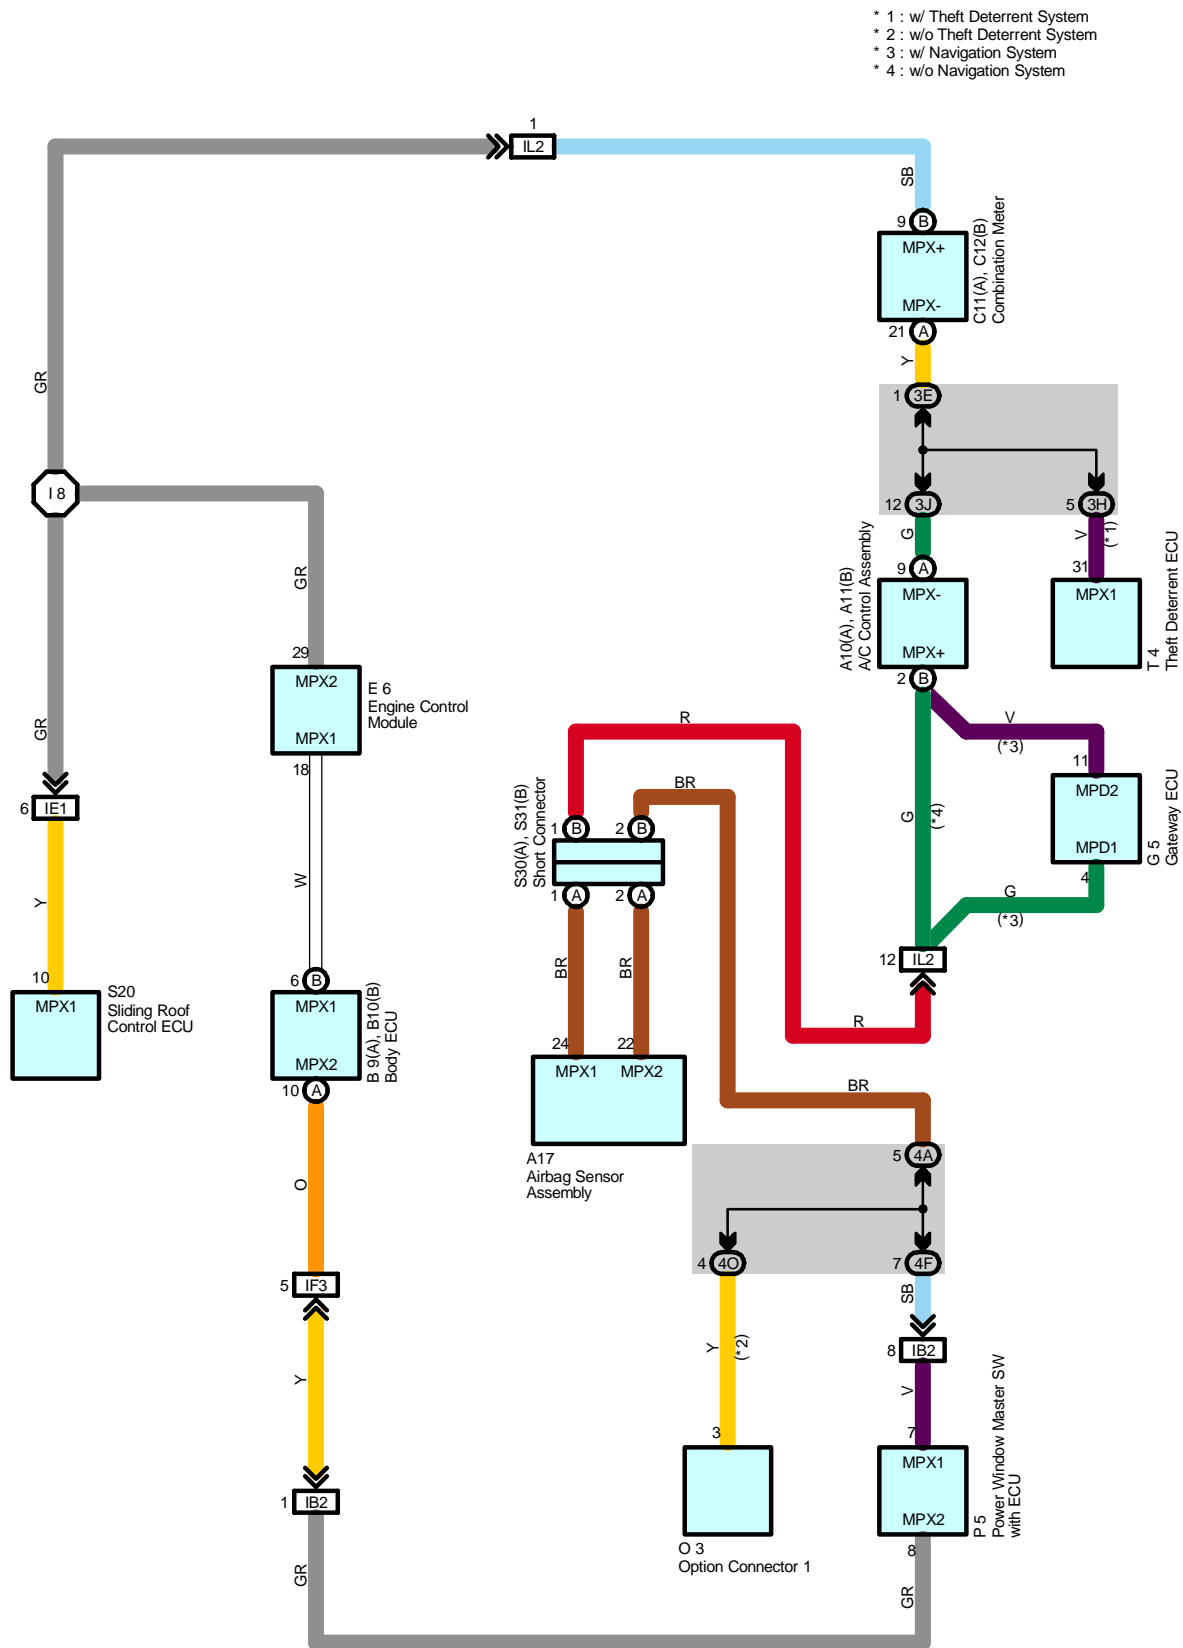 * 1 : w/ Theft Deterrent System
* 2 : w/o Theft Deterrent System
* 3 : w/ Navigation System
* 4 : w/o Navigation System
1
IL2
SB
9 B
MPX+
MPX-
C11(A), C12(B)
Combination Meter
21 A
Y
1 3E
GR
I 8
GR
12 3J
5 3H
G
V
(*1)
9 A
MPX-
MPX+
A10(A), A11(B)
A/C Control Assembly
2 B
31
MPX1
T 4
Theft Deterrent ECU
29
MPX2
MPX1
E 6
Engine Control
Module
18
GR
6 IE1
R
V
(*3)
BR
11
MPD2
MPD1
G 5
Gateway ECU
4
G
(*4)
S30(A), S31(B)
Short Connector
1 B
2 B
1 A
2 A
W
Y
G
(*3)
BR
BR
12 IL2
10
MPX1
S20
Sliding Roof
Control ECU
6 B
MPX1
MPX2
B 9(A), B10(B)
Body ECU
R
24
22
MPX1
MPX2
A17
Airbag Sensor
Assembly
10 A
BR
5 4A
O
4 4O
7 4F
5 IF3
SB
Y
(*2)
8 IB2
Y
V
3
7
MPX1
MPX2
P 5
Power Window Master SW
with ECU
1 IB2
O 3
Option Connector 1
8
GR
GR